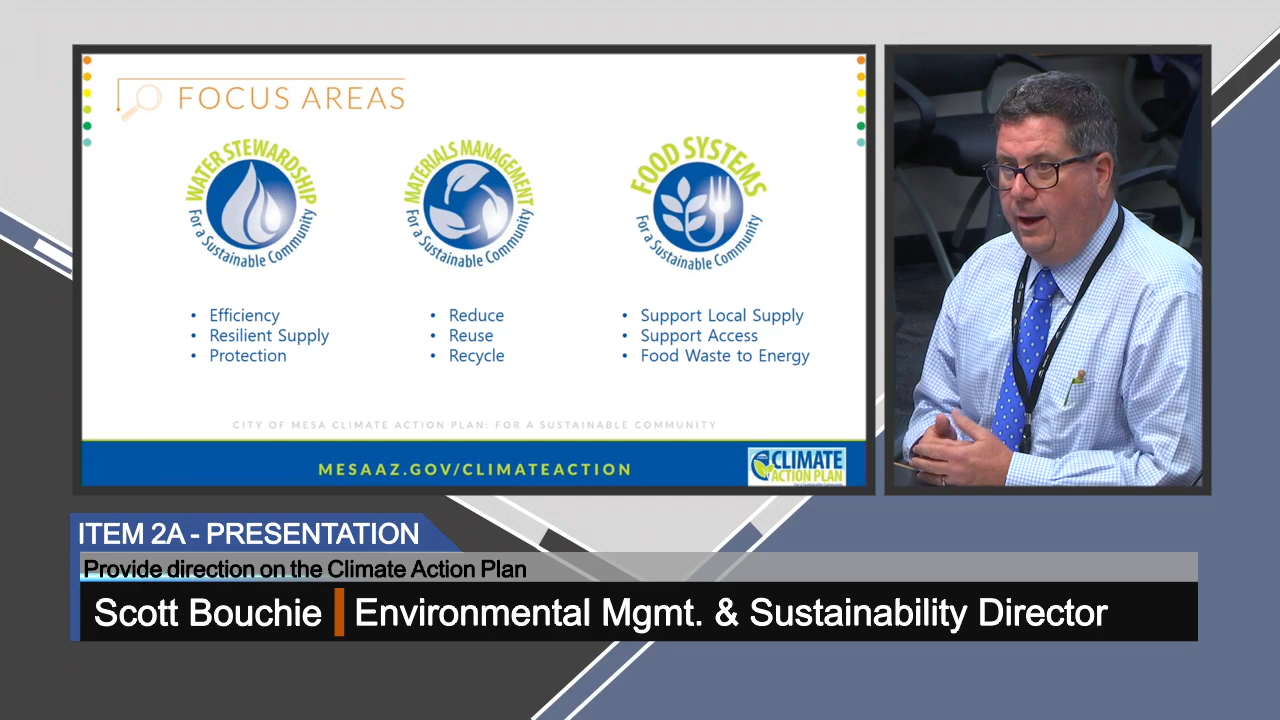 FOCUS AREAS
WATER STEWARDSHIP
For a Sustainable Community
MATERIALS MANAGEMENT
For a Sustainable Community
FOOD SYSTEMS
For a Sustainable Community
• Efficiency
• Resilient Supply
• Protection
• Reduce
• Reuse
• Recycle
• Support Local Supply
• Support Access
• Food Waste to Energy
CITY OF MESA CLIMATE ACTION PLAN: FOR A SUSTAINABLE COMMUNITY
MESAAZ.GOV/CLIMATEACTION
CLIMATE
ACTION PLAN
For a Sustainable Community
ITEM 2A - PRESENTATION
Provide direction on the Climate Action Plan
Scott Bouchie
Environmental Mgmt. & Sustainability Director